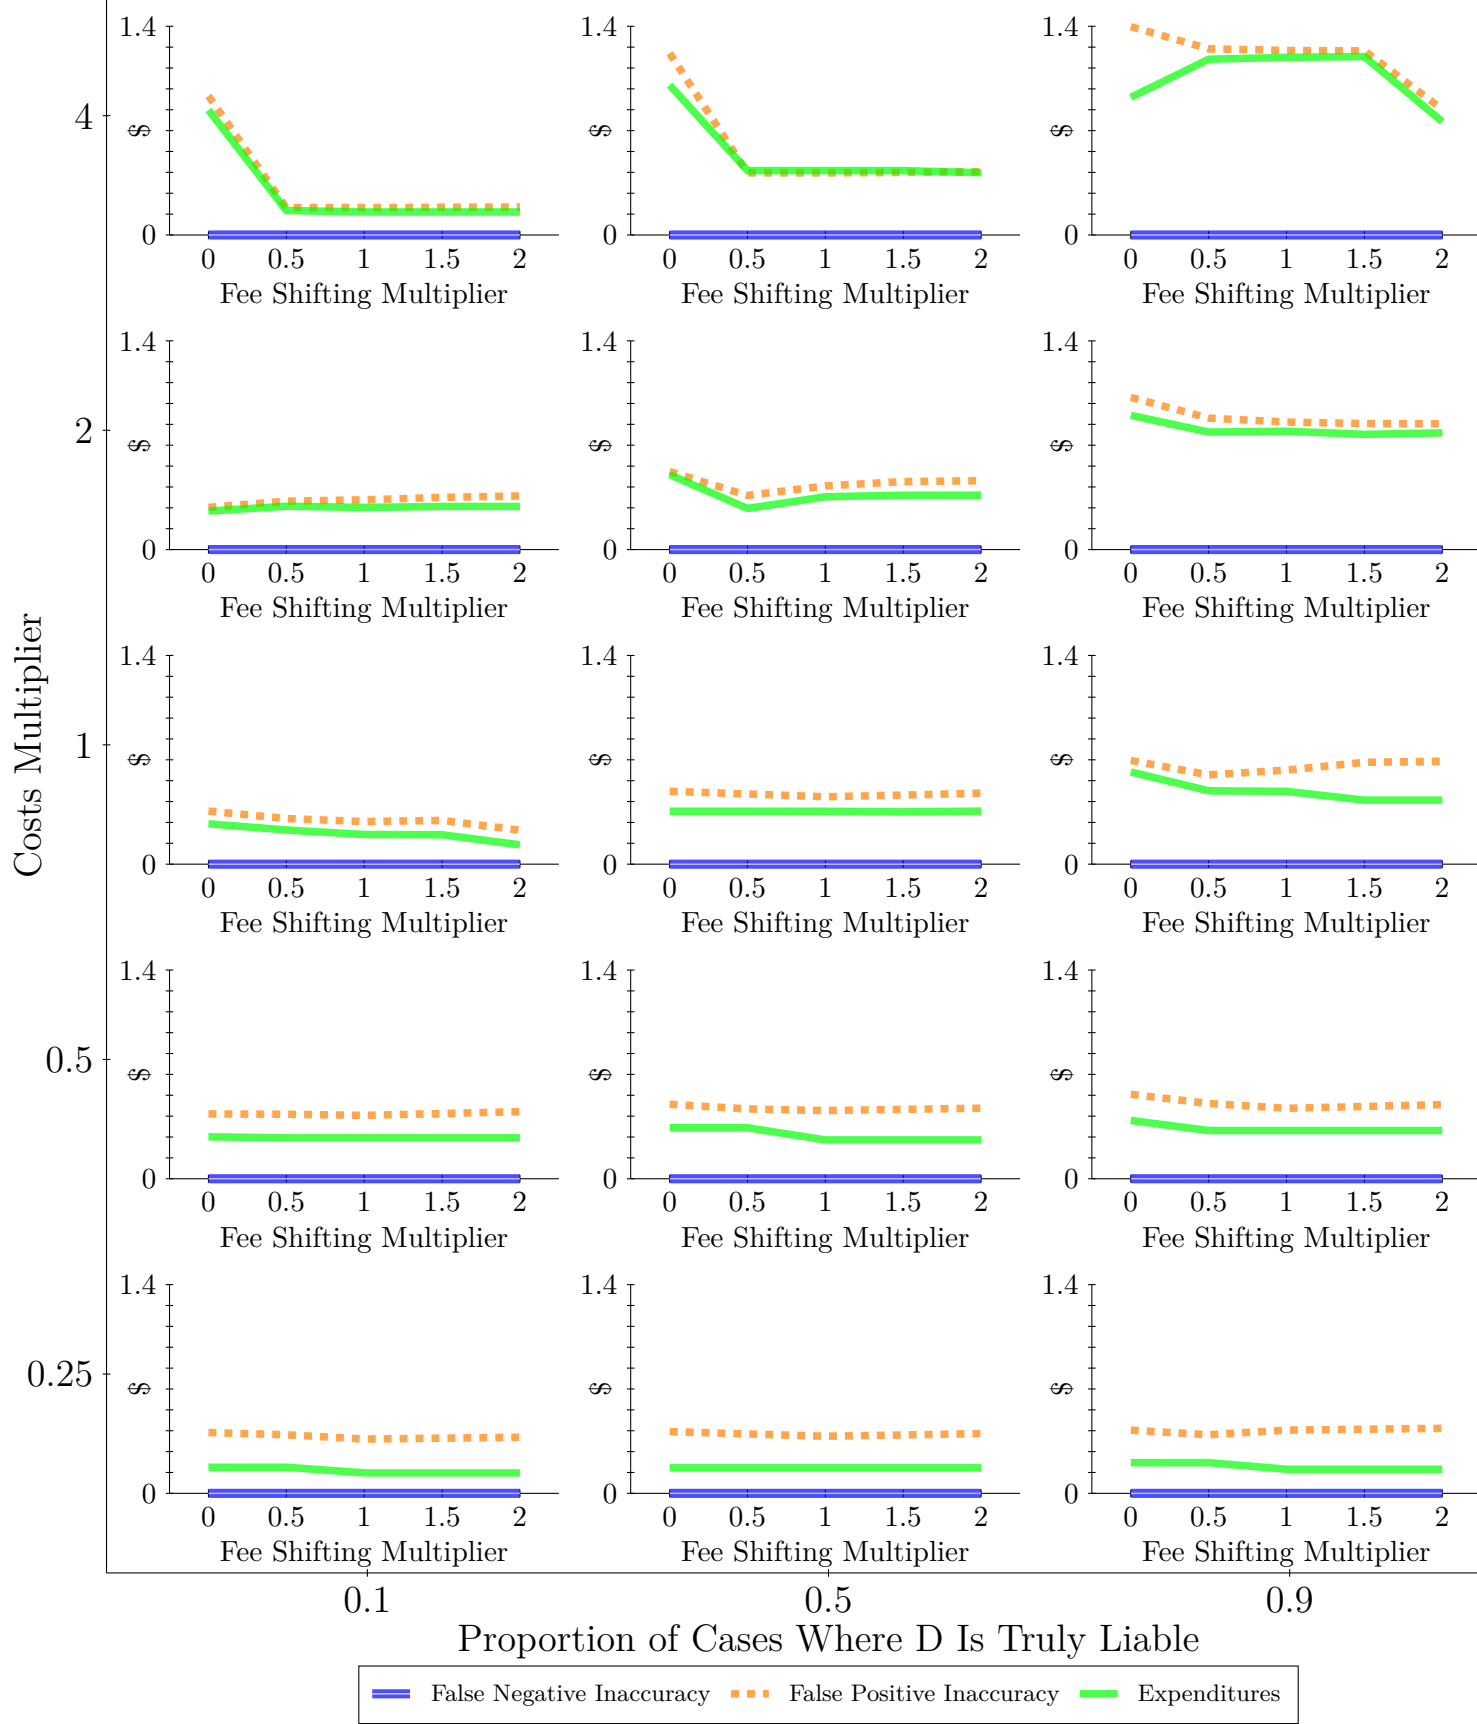 Costs Multiplier
4
1.4
$
0
0 0.5 1 1.5 2
Fee Shifting Multiplier
1.4
$
0
0 0.5 1 1.5 2
Fee Shifting Multiplier
1.4
$
0
0 0.5 1 1.5 2
Fee Shifting Multiplier
2
1.4
$
0
0 0.5 1 1.5 2
Fee Shifting Multiplier
1.4
$
0
0 0.5 1 1.5 2
Fee Shifting Multiplier
1.4
$
0
0 0.5 1 1.5 2
Fee Shifting Multiplier
1
1.4
$
0
0 0.5 1 1.5 2
Fee Shifting Multiplier
1.4
$
0
0 0.5 1 1.5 2
Fee Shifting Multiplier
1.4
$
0
0 0.5 1 1.5 2
Fee Shifting Multiplier
0.5
1.4
$
0
0 0.5 1 1.5 2
Fee Shifting Multiplier
1.4
$
0
0 0.5 1 1.5 2
Fee Shifting Multiplier
1.4
$
0
0 0.5 1 1.5 2
Fee Shifting Multiplier
0.25
1.4
$
0
0 0.5 1 1.5 2
Fee Shifting Multiplier
1.4
$
0
0 0.5 1 1.5 2
Fee Shifting Multiplier
1.4
$
0
0 0.5 1 1.5 2
Fee Shifting Multiplier
0.1 0.5 0.9
Proportion of Cases Where D Is Truly Liable
False Negative Inaccuracy False Positive Inaccuracy Expenditures